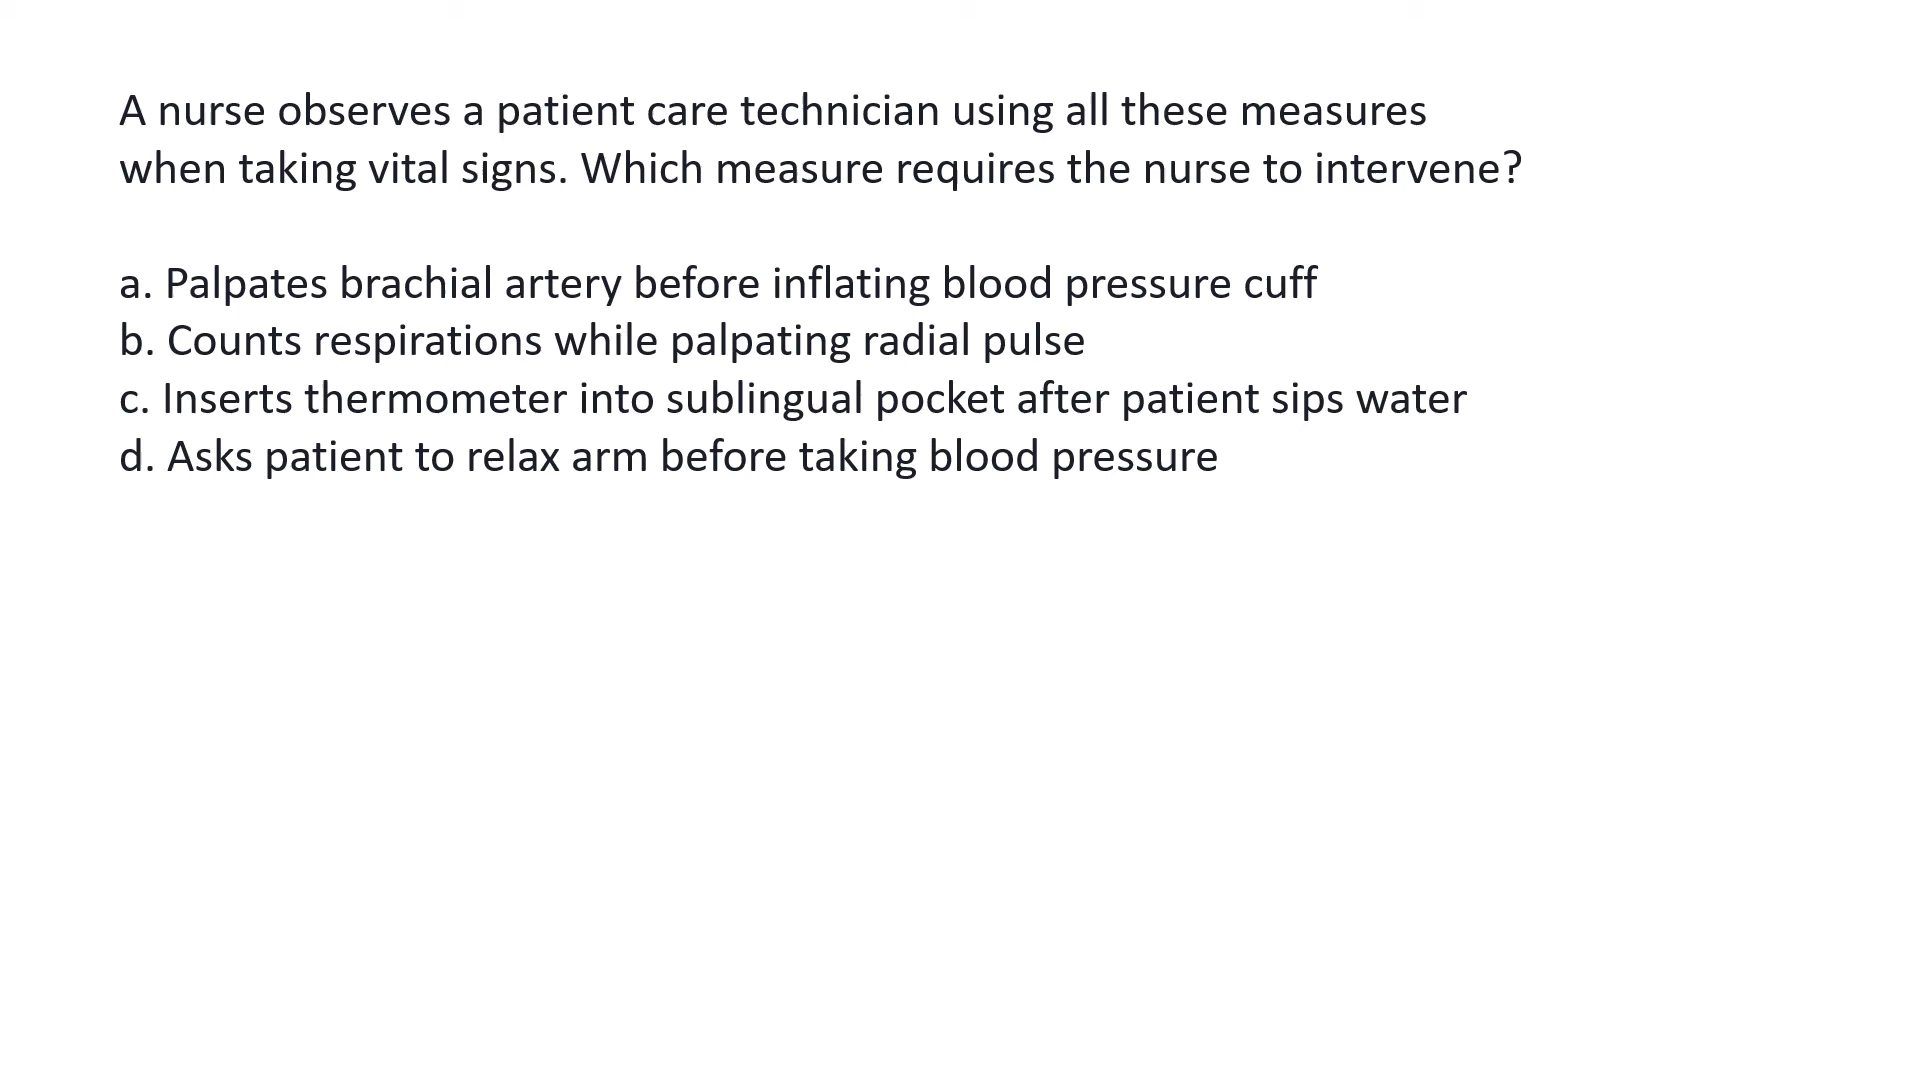 A nurse observes a patient care technician using all these measures
when taking vital signs. Which measure requires the nurse to intervene?
a. Palpates brachial artery before inflating blood pressure cuff
b. Counts respirations while palpating radial pulse
c. Inserts thermometer into sublingual pocket after patient sips water
d. Asks patient to relax arm before taking blood pressure